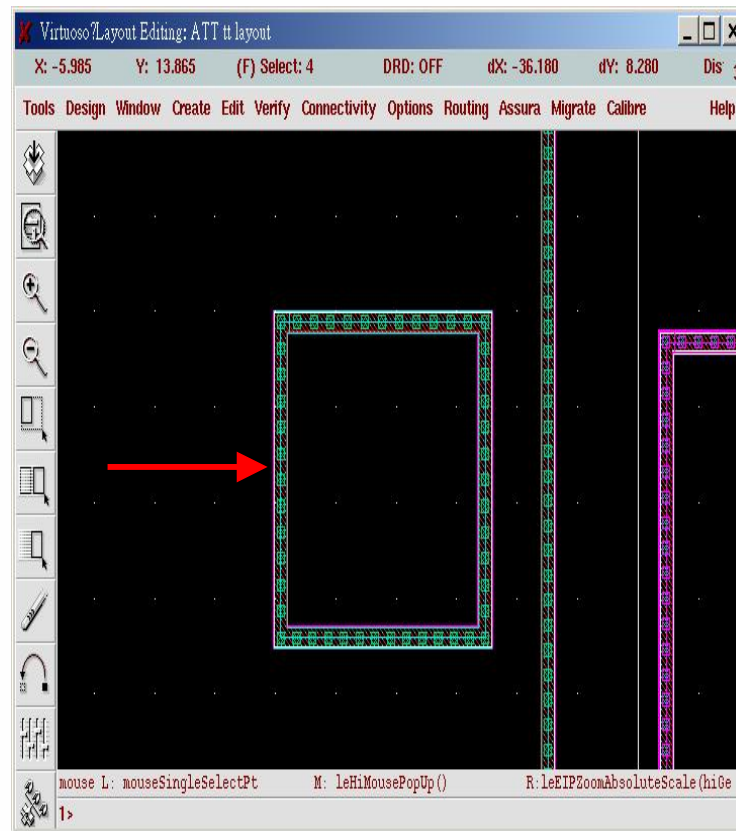 Virtuoso?Layout Editing: ATT tt layout
X: -5.985 Y: 13.865 (F) Select: 4 DRD: OFF dX: -36.180 dY: 8.280 Dis
Tools Design Window Create Edit Verify Connectivity Options Routing Assura Migrate Calibre Help
mouse L: mouseSingleSelectPt M: leHiMousePopUp() R:leEIPZoomAbsoluteScale(hiGe
1>